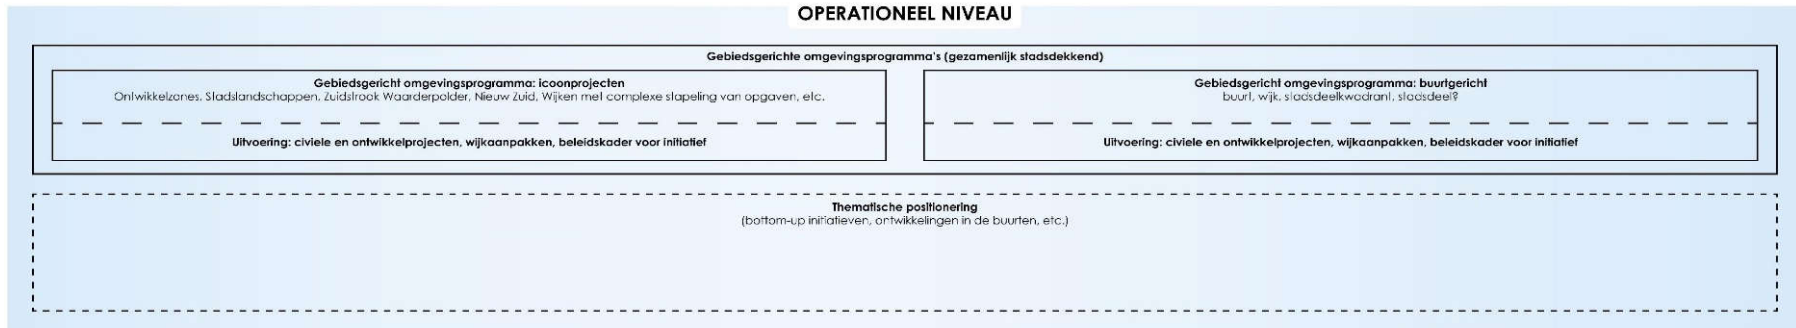 OPERATIONEEL NIVEAU
Gebiedsgerichte omgevingsprogramma's (gezamenlijk stadsdekkend)
Gebiedsgericht omgevingsprogramma: icoonprojecten
Ontwikkelzones, Stadslandschappen, Zuidstrook Waarderpolder, Nieuw Zuid, Wijken met complexe stapeling van opgaven, etc.
Uitvoering: civiele en ontwikkelprojecten, wijkaanpakken, beleidskader voor initiatief
Gebiedsgericht omgevingsprogramma: buurtgericht
buurt, wijk, stadsdeelkwadrant, stadsdeel?
Uitvoering: civiele en ontwikkelprojecten, wijkaanpakken, beleidskader voor initiatief
Thematische positionering
(bottom-up initiatieven, ontwikkelingen in de buurten, etc.)